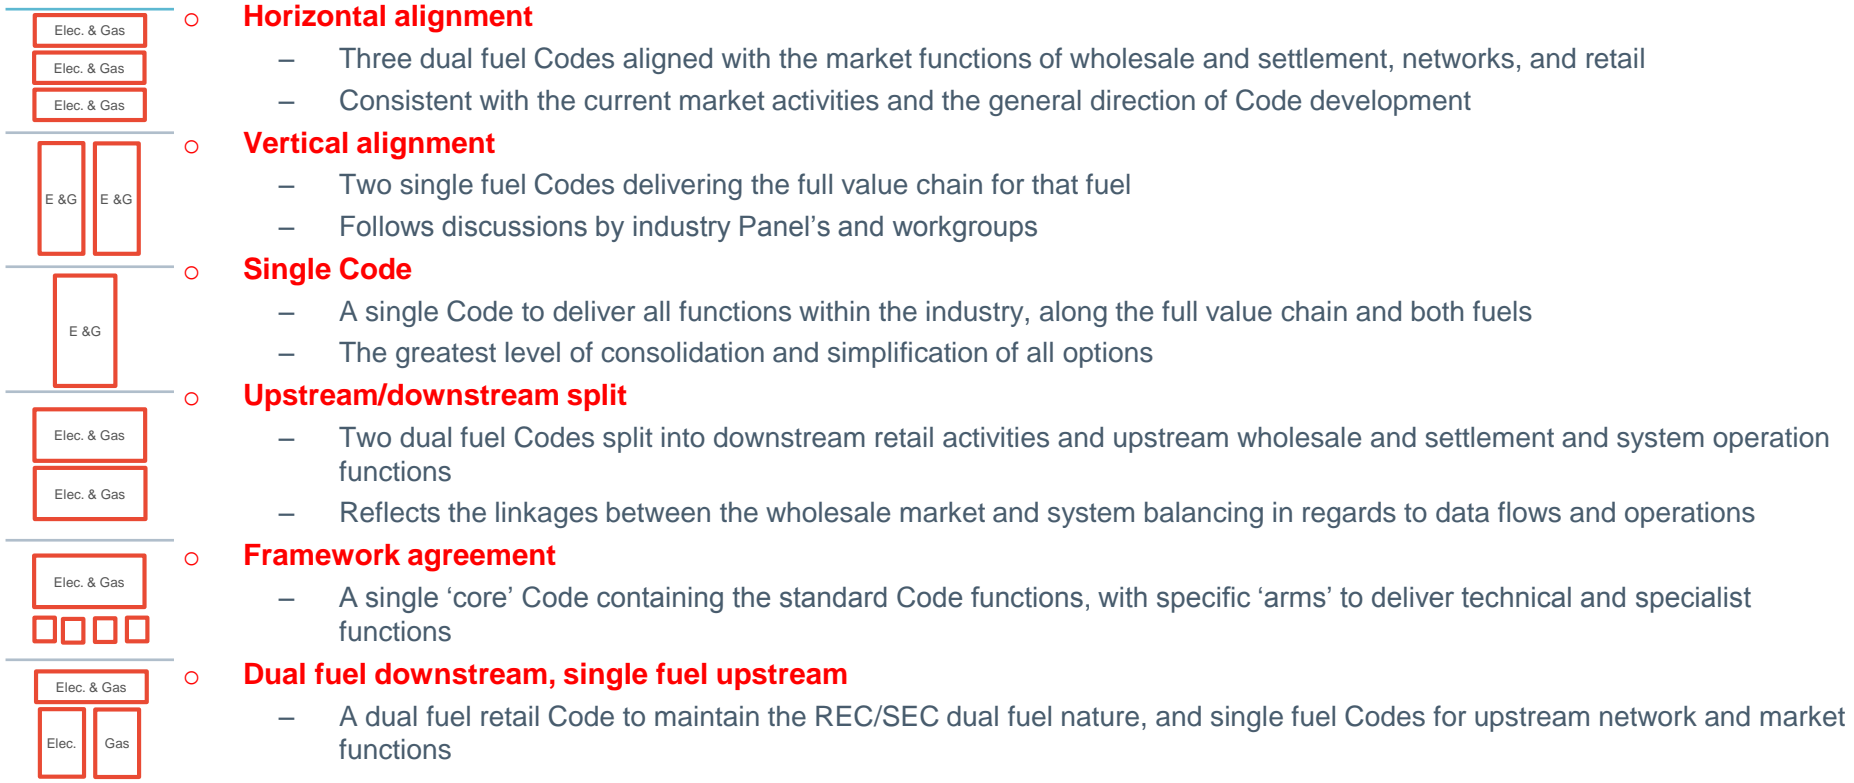 Elec. & Gas
Elec. & Gas
Elec. & Gas
o Horizontal alignment
– Three dual fuel Codes aligned with the market functions of wholesale and settlement, networks, and retail
– Consistent with the current market activities and the general direction of Code development
E &G E &G
o Vertical alignment
– Two single fuel Codes delivering the full value chain for that fuel
– Follows discussions by industry Panel’s and workgroups
E &G
o Single Code
– A single Code to deliver all functions within the industry, along the full value chain and both fuels
– The greatest level of consolidation and simplification of all options
Elec. & Gas
Elec. & Gas
o Upstream/downstream split
– Two dual fuel Codes split into downstream retail activities and upstream wholesale and settlement and system operation
functions
– Reflects the linkages between the wholesale market and system balancing in regards to data flows and operations
Elec. & Gas
o Framework agreement
– A single ‘core’ Code containing the standard Code functions, with specific ‘arms’ to deliver technical and specialist
functions
Elec. & Gas
Elec. Gas
o Dual fuel downstream, single fuel upstream
– A dual fuel retail Code to maintain the REC/SEC dual fuel nature, and single fuel Codes for upstream network and market
functions